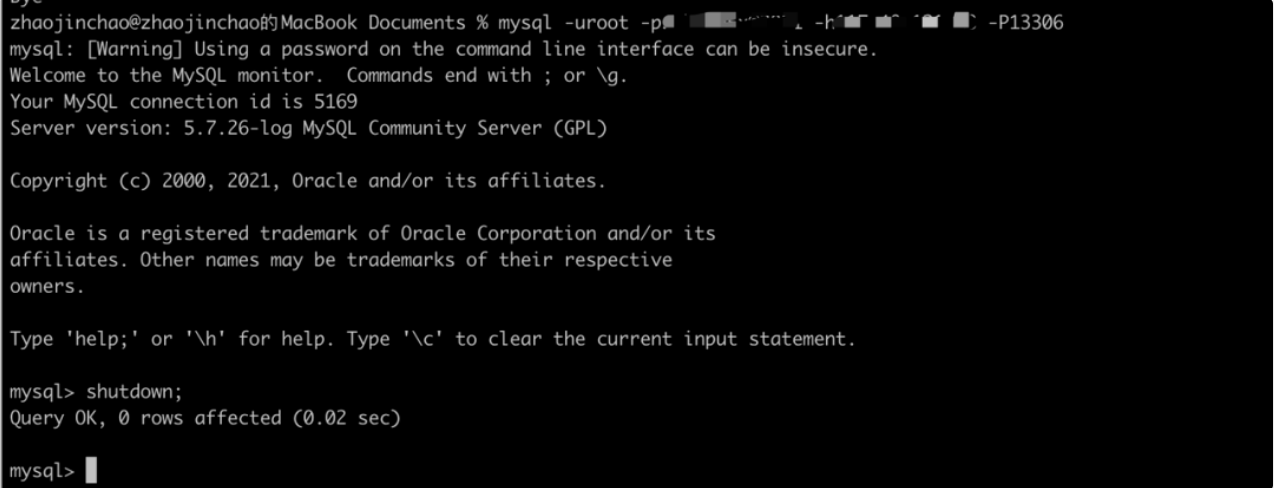 bye
zhaojinchao@zhaojinchao的MacBook Documents % mysql -uroot -p -h -P13306
mysql: [Warning] Using a password on the command line interface can be insecure.
Welcome to the MySQL monitor.  Commands end with ; or \g.
Your MySQL connection id is 5169
Server version: 5.7.26-log MySQL Community Server (GPL)
Copyright (c) 2000, 2021, Oracle and/or its affiliates.
Oracle is a registered trademark of Oracle Corporation and/or its
affiliates. Other names may be trademarks of their respective
owners.
Type 'help;' or '\h' for help. Type '\c' to clear the current input statement.
mysql> shutdown;
Query OK, 0 rows affected (0.02 sec)
mysql>